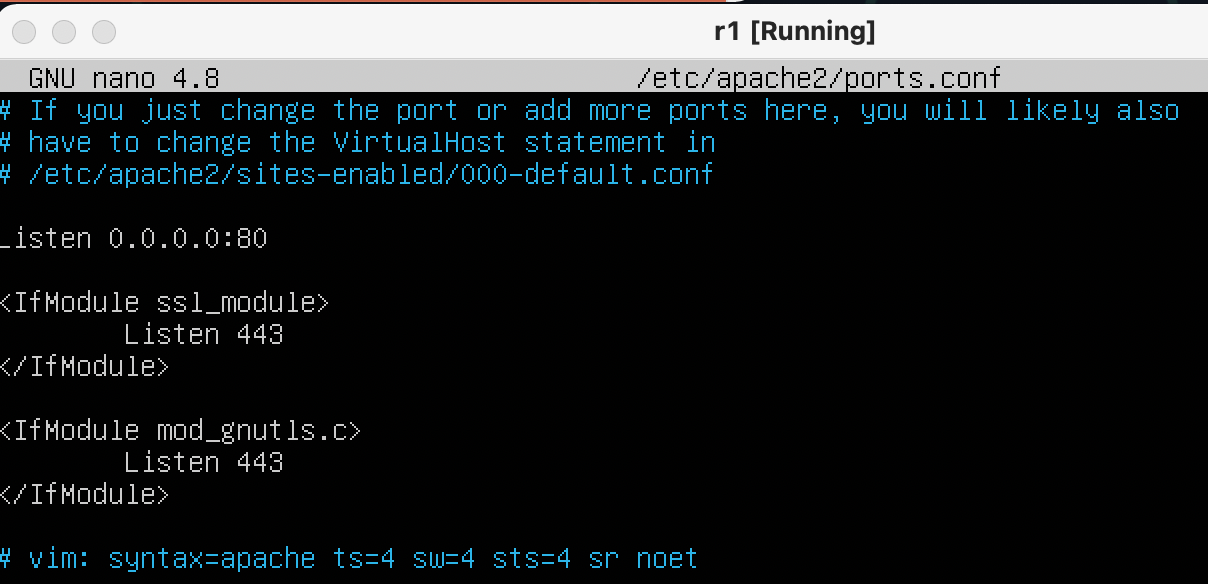 r1 [Running]
GNU nano 4.8 /etc/apache2/ports.conf
# If you just change the port or add more ports here, you will likely also
# have to change the VirtualHost statement in
# /etc/apache2/sites-enabled/000-default.conf
Listen 0.0.0.0:80
<IfModule ssl_module>
Listen 443
</IfModule>
<IfModule mod_gnutls.c>
Listen 443
</IfModule>
# vim: syntax=apache ts=4 sw=4 sts=4 sr noet